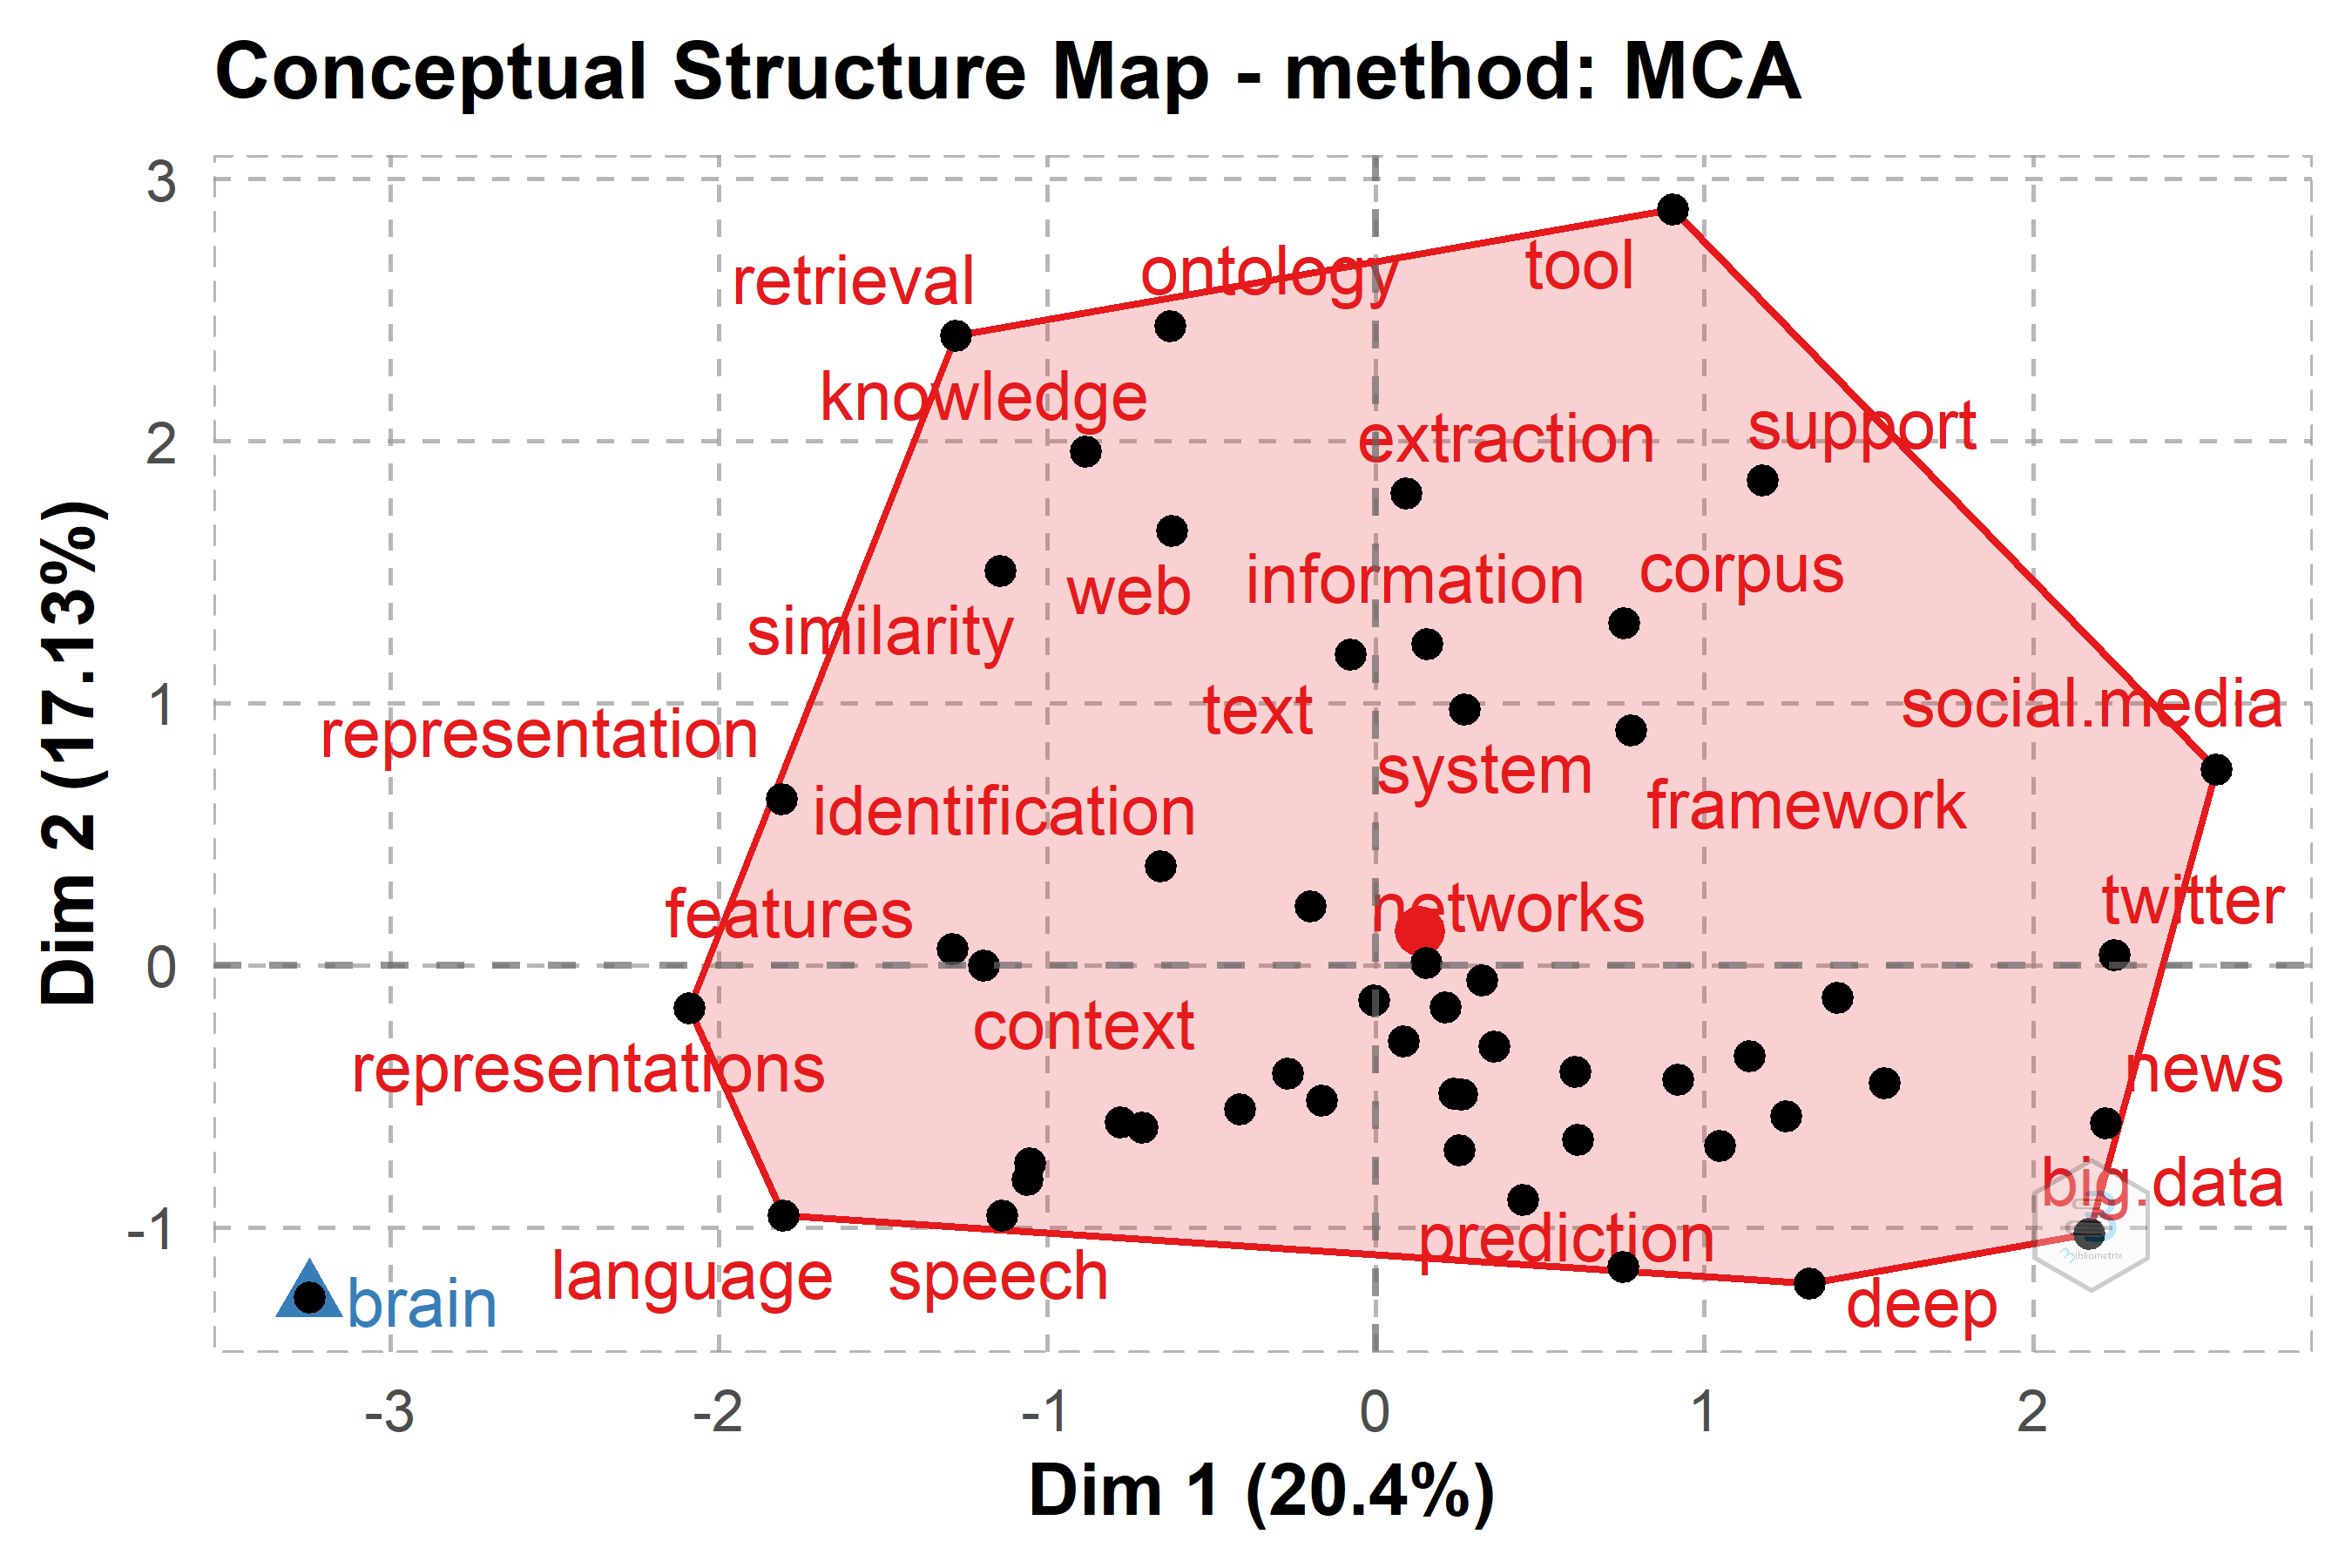 Conceptual Structure Map - method: MCA
3
2
1
0
-1
Dim 2 (17.13%)
retrieval
ontology
tool
knowledge
extraction
support
web
information
corpus
similarity
text
social.media
representation
system
identification
framework
features
networks
twitter
context
representations
news
big.data
prediction
language
speech
brain
deep
Bibliometrix
-3
-2
-1
0
1
2
Dim 1 (20.4%)